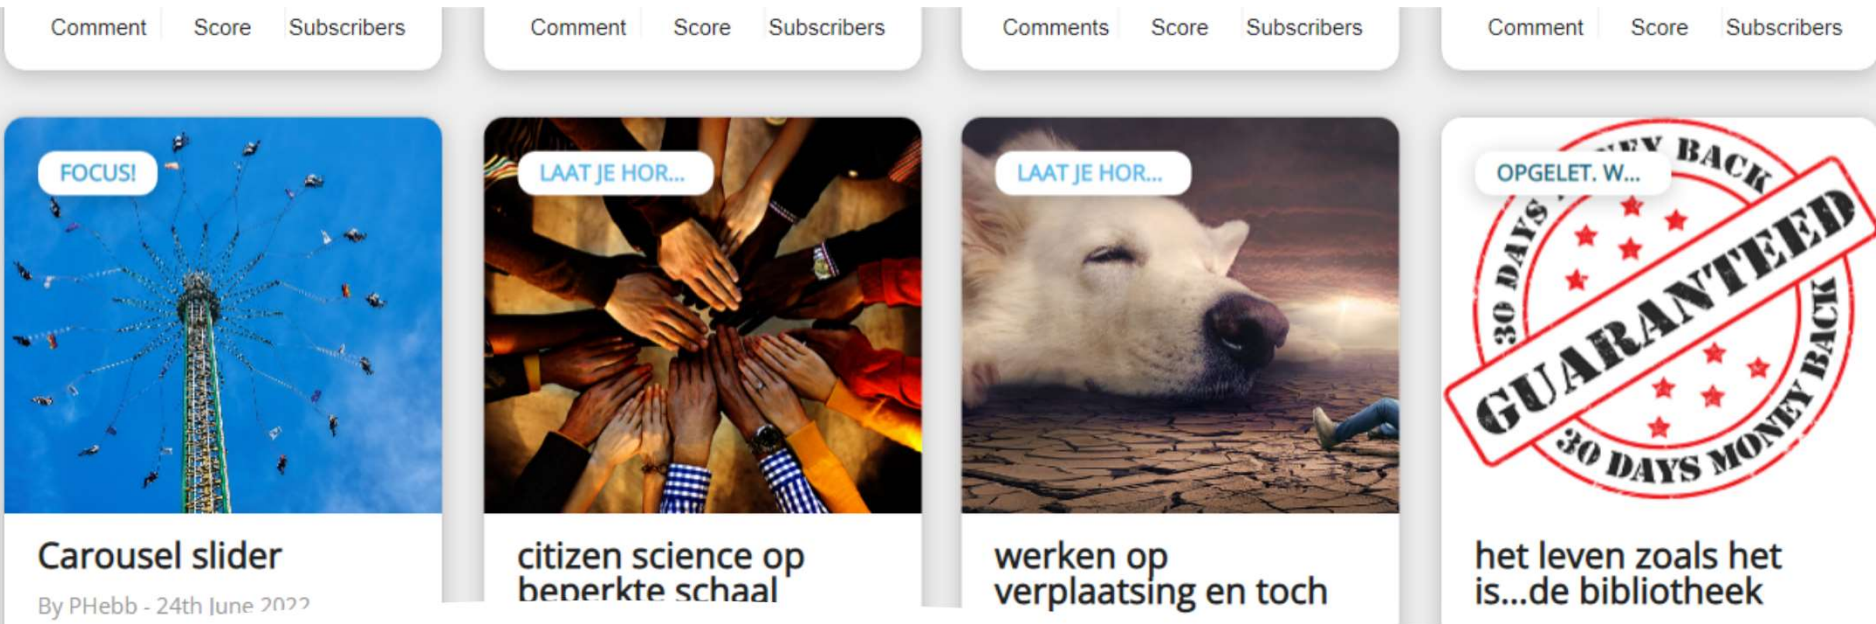 Comment Score Subscribers
Comment Score Subscribers
Comments Score Subscribers
Comment Score Subscribers
FOCUS!
Carousel slider
By PHebb - 24th June 2022
LAAT JE HOR...
citizen science op
beperkte schaal
LAAT JE HOR...
werken op
verplaatsing en toch
OPGELET. W...
30 DAYS MONEY BACK
GUARANTEED
30 DAYS MONEY BACK
het leven zoals het
is...de bibliotheek